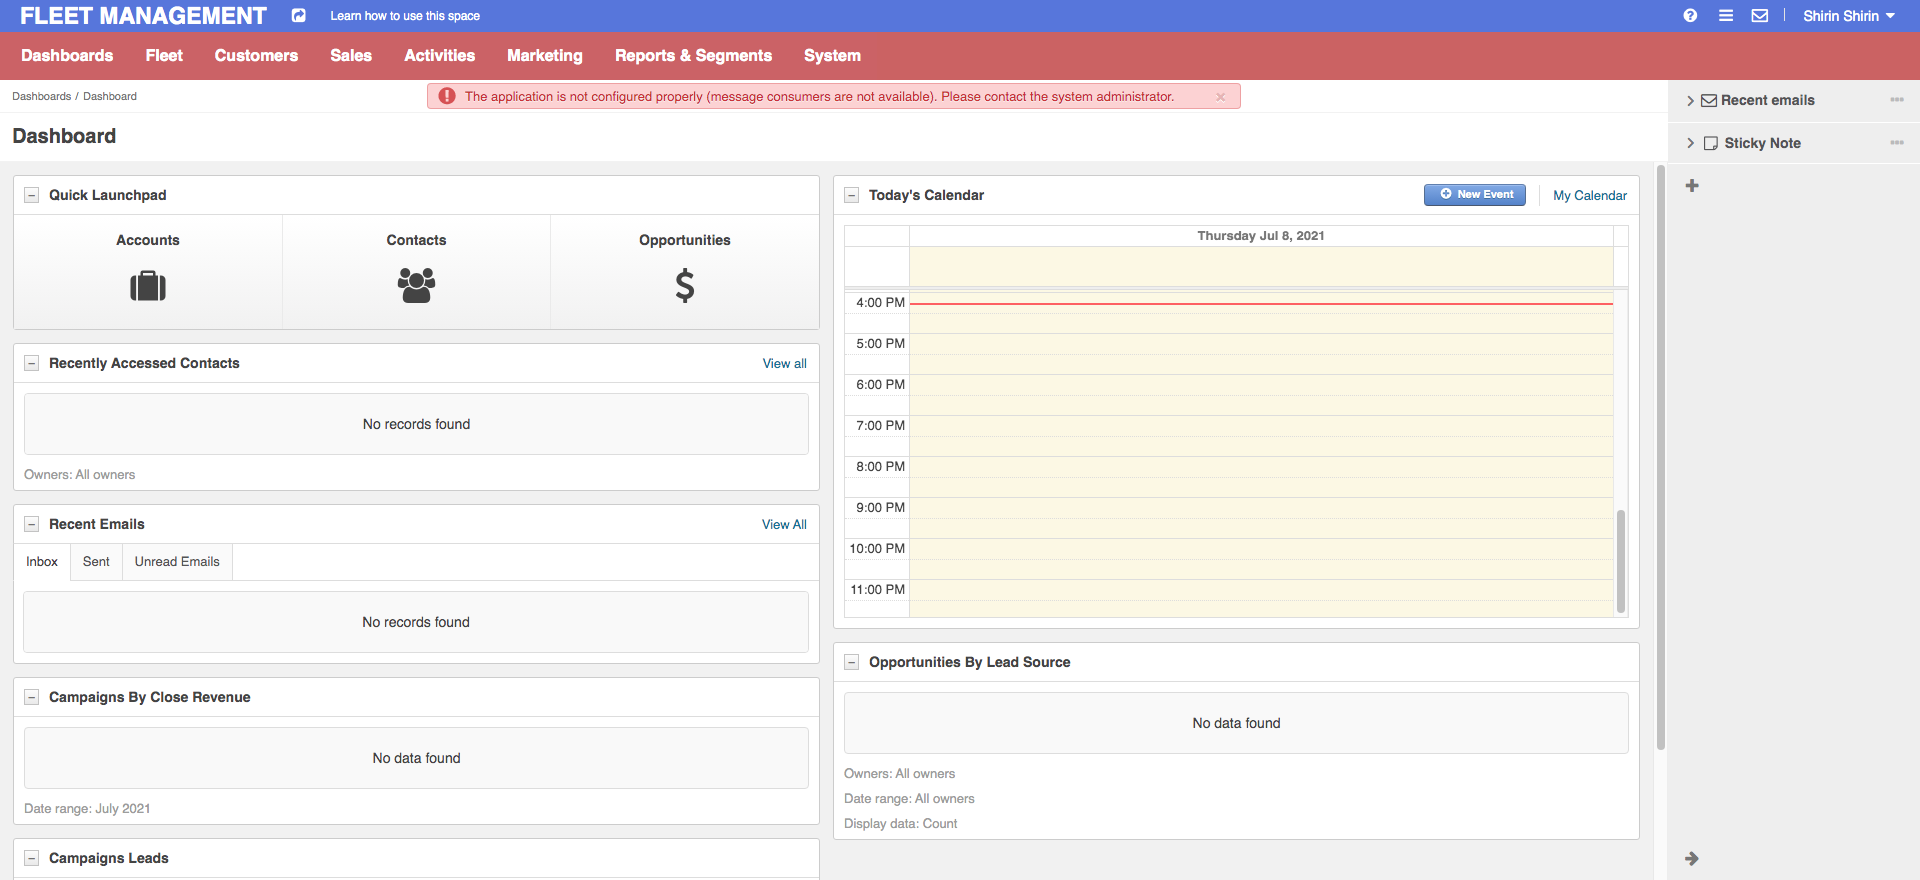 FLEET MANAGEMENT
Learn how to use this space
Shirin Shirin
Dashboards Fleet Customers Sales Activities Marketing Reports & Segments System
Dashboards / Dashboard
The application is not configured properly (message consumers are not available). Please contact the system administrator.
×
Recent emails
Sticky Note
Dashboard
Quick Launchpad
Accounts Contacts Opportunities
Recently Accessed Contacts View all
No records found
Owners: All owners
Recent Emails View All
Inbox Sent Unread Emails
No records found
Campaigns By Close Revenue
No data found
Date range: July 2021
Campaigns Leads
Today's Calendar New Event My Calendar
Thursday Jul 8, 2021
4:00 PM
5:00 PM
6:00 PM
7:00 PM
8:00 PM
9:00 PM
10:00 PM
11:00 PM
Opportunities By Lead Source
No data found
Owners: All owners
Date range: All owners
Display data: Count